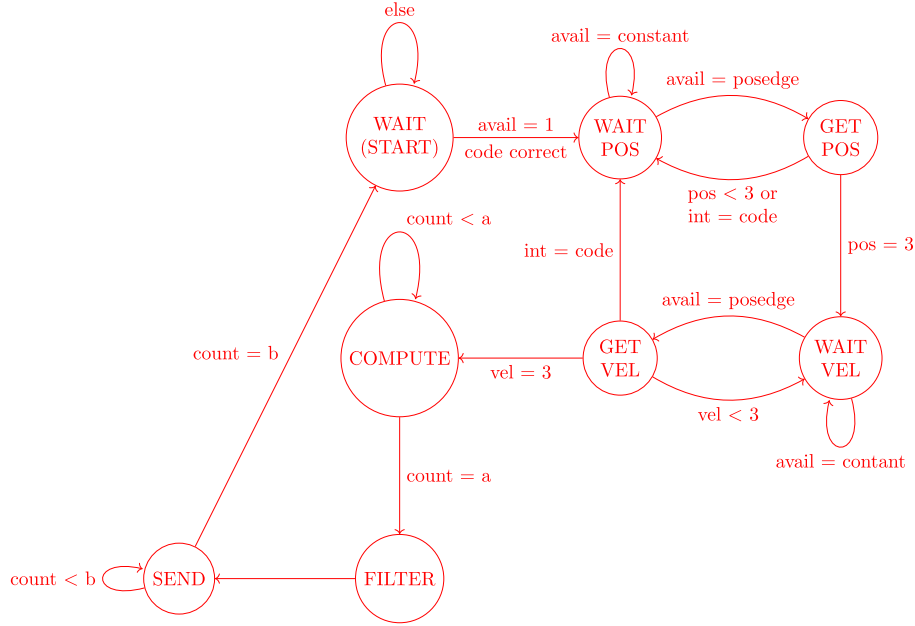 else
avail = constant
avail = posedge
WAIT
(START)
avail = 1
code correct
WAIT
POS
GET
POS
pos < 3 or
int = code
count < a
int = code
pos = 3
avail = posedge
count = b
COMPUTE
vel = 3
GET
VEL
WAIT
VEL
vel < 3
avail = contant
count = a
count < b
SEND
FILTER